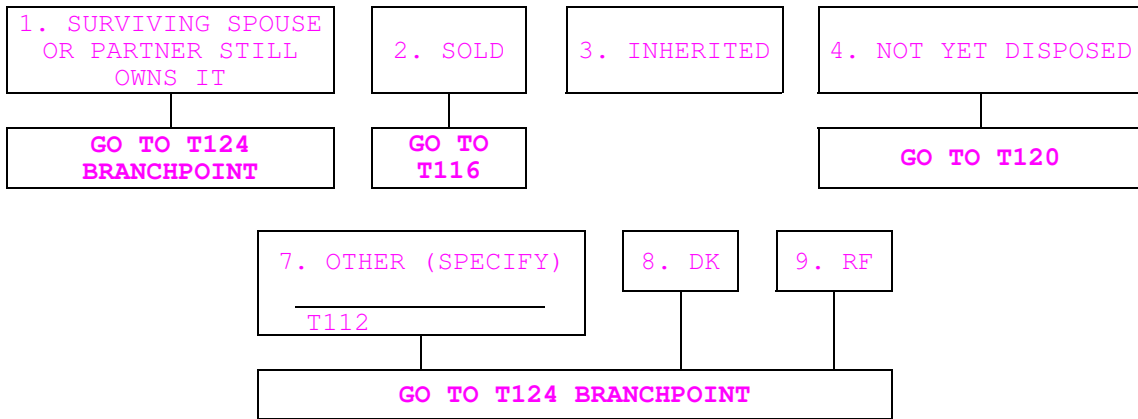 1. SURVIVING SPOUSE
OR PARTNER STILL
OWNS IT
2. SOLD
3. INHERITED
4. NOT YET DISPOSED
GO TO T124
BRANCHPOINT
GO TO
T116
GO TO T120
7. OTHER (SPECIFY)
T112
8. DK
9. RF
GO TO T124 BRANCHPOINT